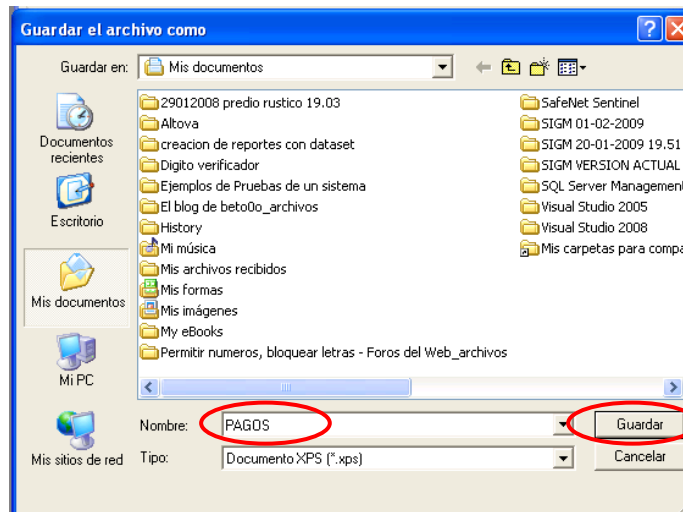 Guardar el archivo como
Guardar en:
Mis documentos
Documentos
recientes
Escritorio
Mis documentos
Mi PC
Mis sitios de red
29012008 predio rustico 19.03
Altova
creacion de reportes con dataset
Digito verificador
Ejemplos de Pruebas de un sistema
El blog de beto0o_archivos
History
Mi música
Mis archivos recibidos
Mis formas
Mis imágenes
My eBooks
Permitir numeros, bloquear letras - Foros del Web_archivos
SafeNet Sentinel
SIGM 01-02-2009
SIGM 20-01-2009 19.51
SIGM VERSION ACTUAL
SQL Server Management
Visual Studio 2005
Visual Studio 2008
Mis carpetas para compa
Nombre:
PAGOS
Guardar
Tipo:
Documento XPS (*.xps)
Cancelar